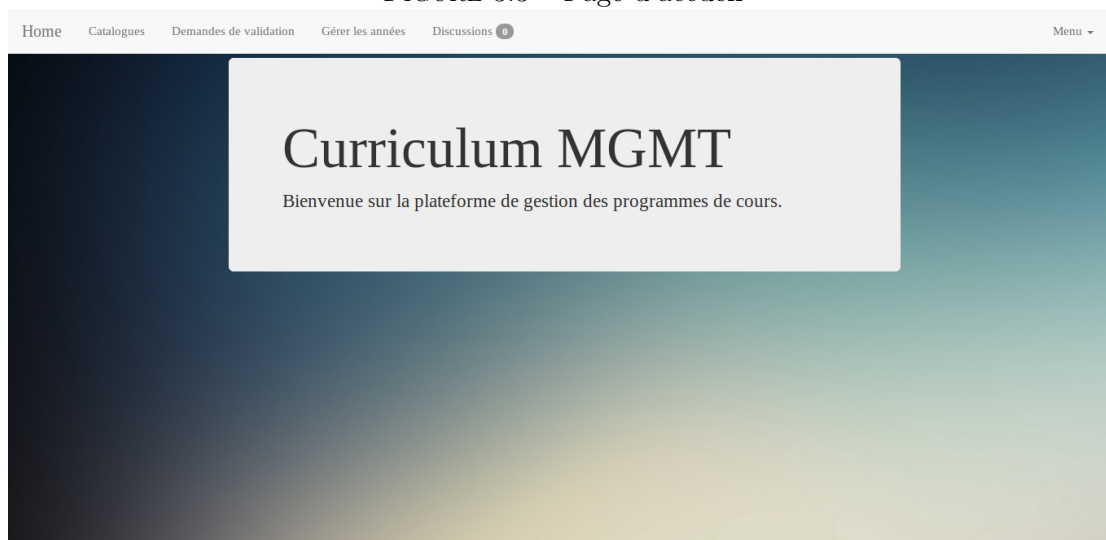 Home Catalogues Demandes de validation Gérer les années Discussions 0 Menu
Curriculum MGMT
Bienvenue sur la plateforme de gestion des programmes de cours.